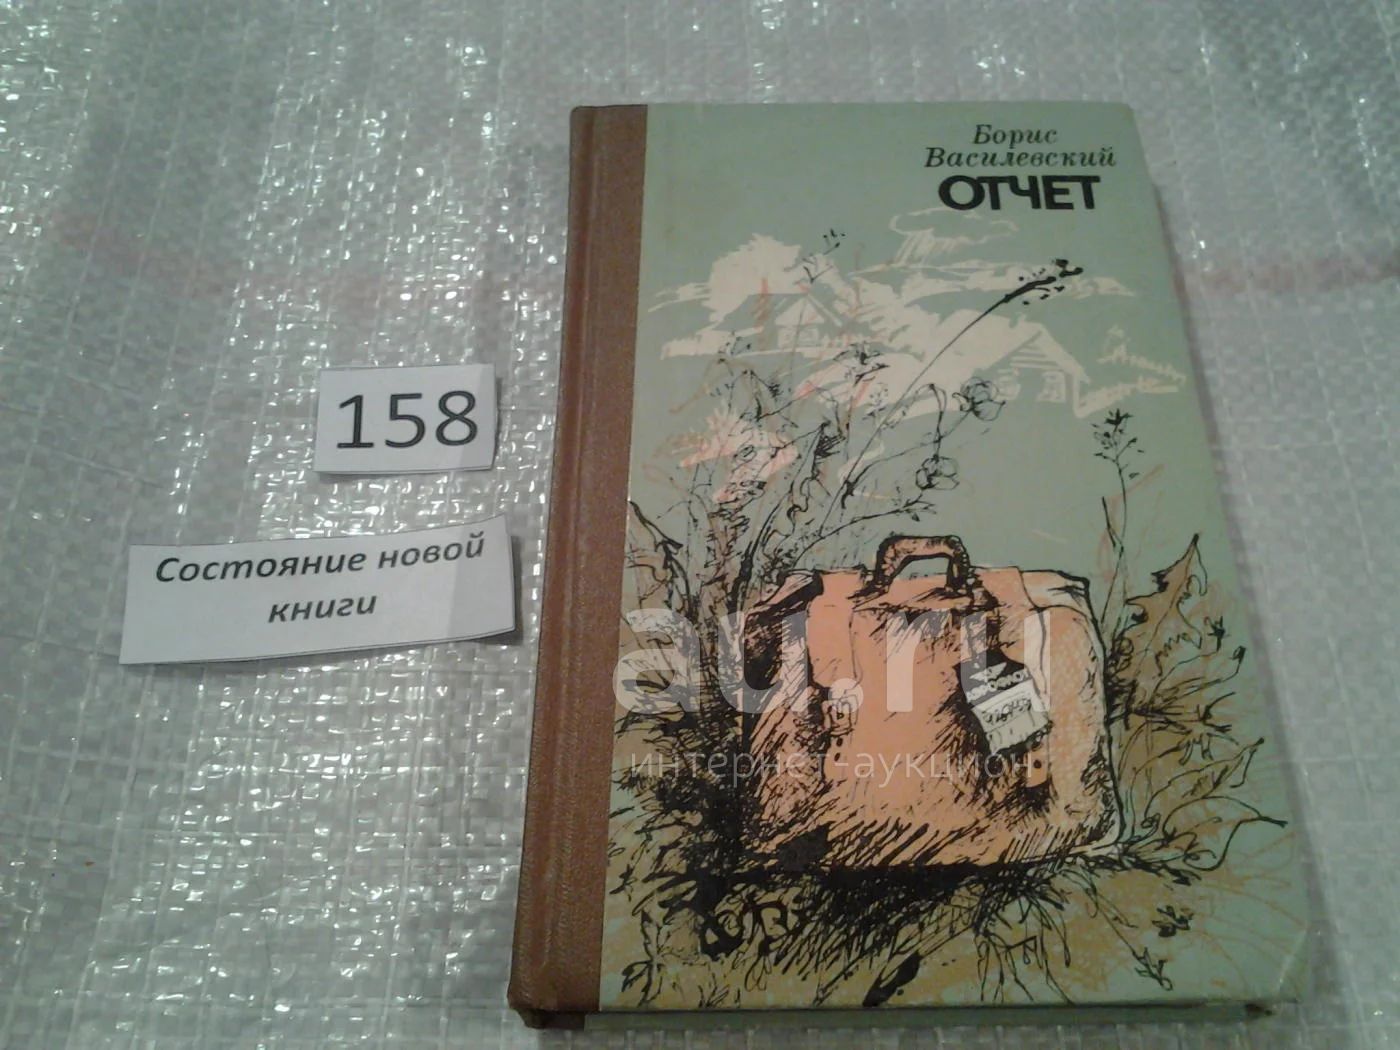 Борис
Василевский
ОТЧЕТ
158
Состояние новой
книги
au.ru
интернет-аукцион